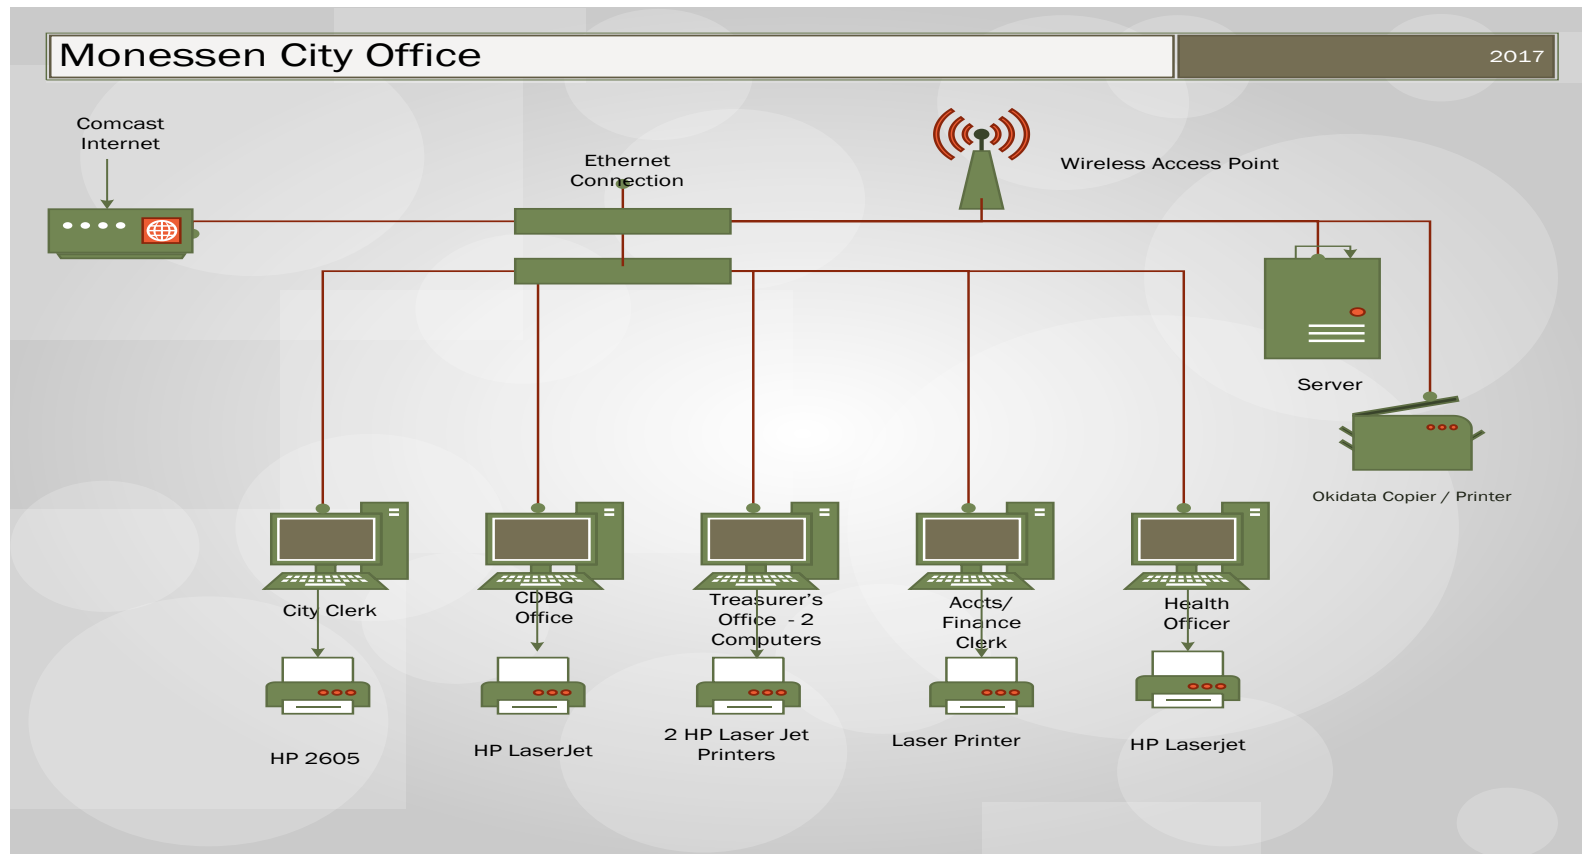 Monessen City Office
2017
Comcast
Internet
Ethernet
Connection
Wireless Access Point
Server
Okidata Copier / Printer
City Clerk
CDBG
Office
Treasurer’s
Office - 2
Computers
Accts/
Finance
Clerk
Health
Officer
HP 2605
HP LaserJet
2 HP Laser Jet
Printers
Laser Printer
HP Laserjet